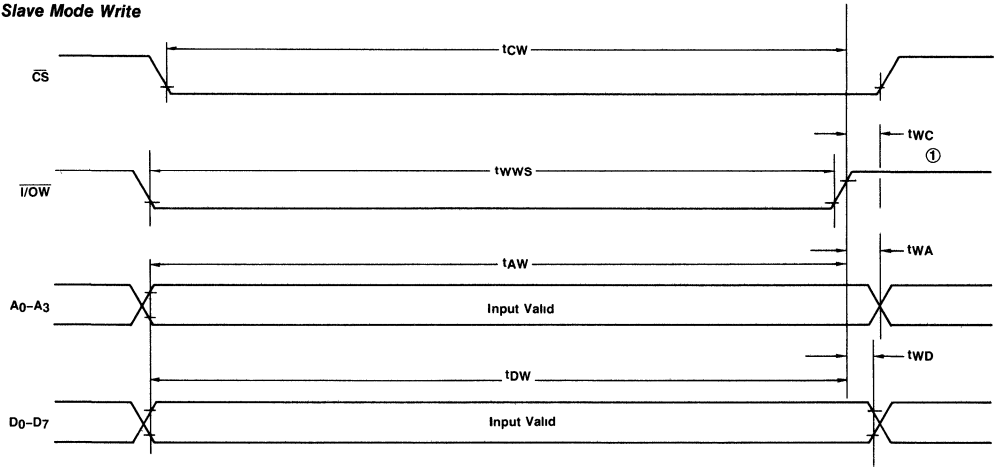 Slave Mode Write
tCW
CS
tWC
①
tWWS
I/OW
tWA
tAW
A0–A3
Input Valid
tWD
tDW
D0–D7
Input Valid